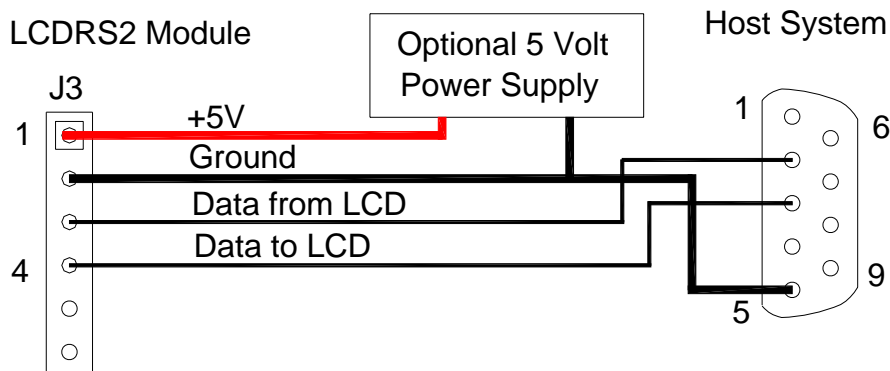 LCDRS2 Module
Optional 5 Volt
Power Supply
Host System
J3
1
+5V
Ground
Data from LCD
Data to LCD
4
1
6
5
9